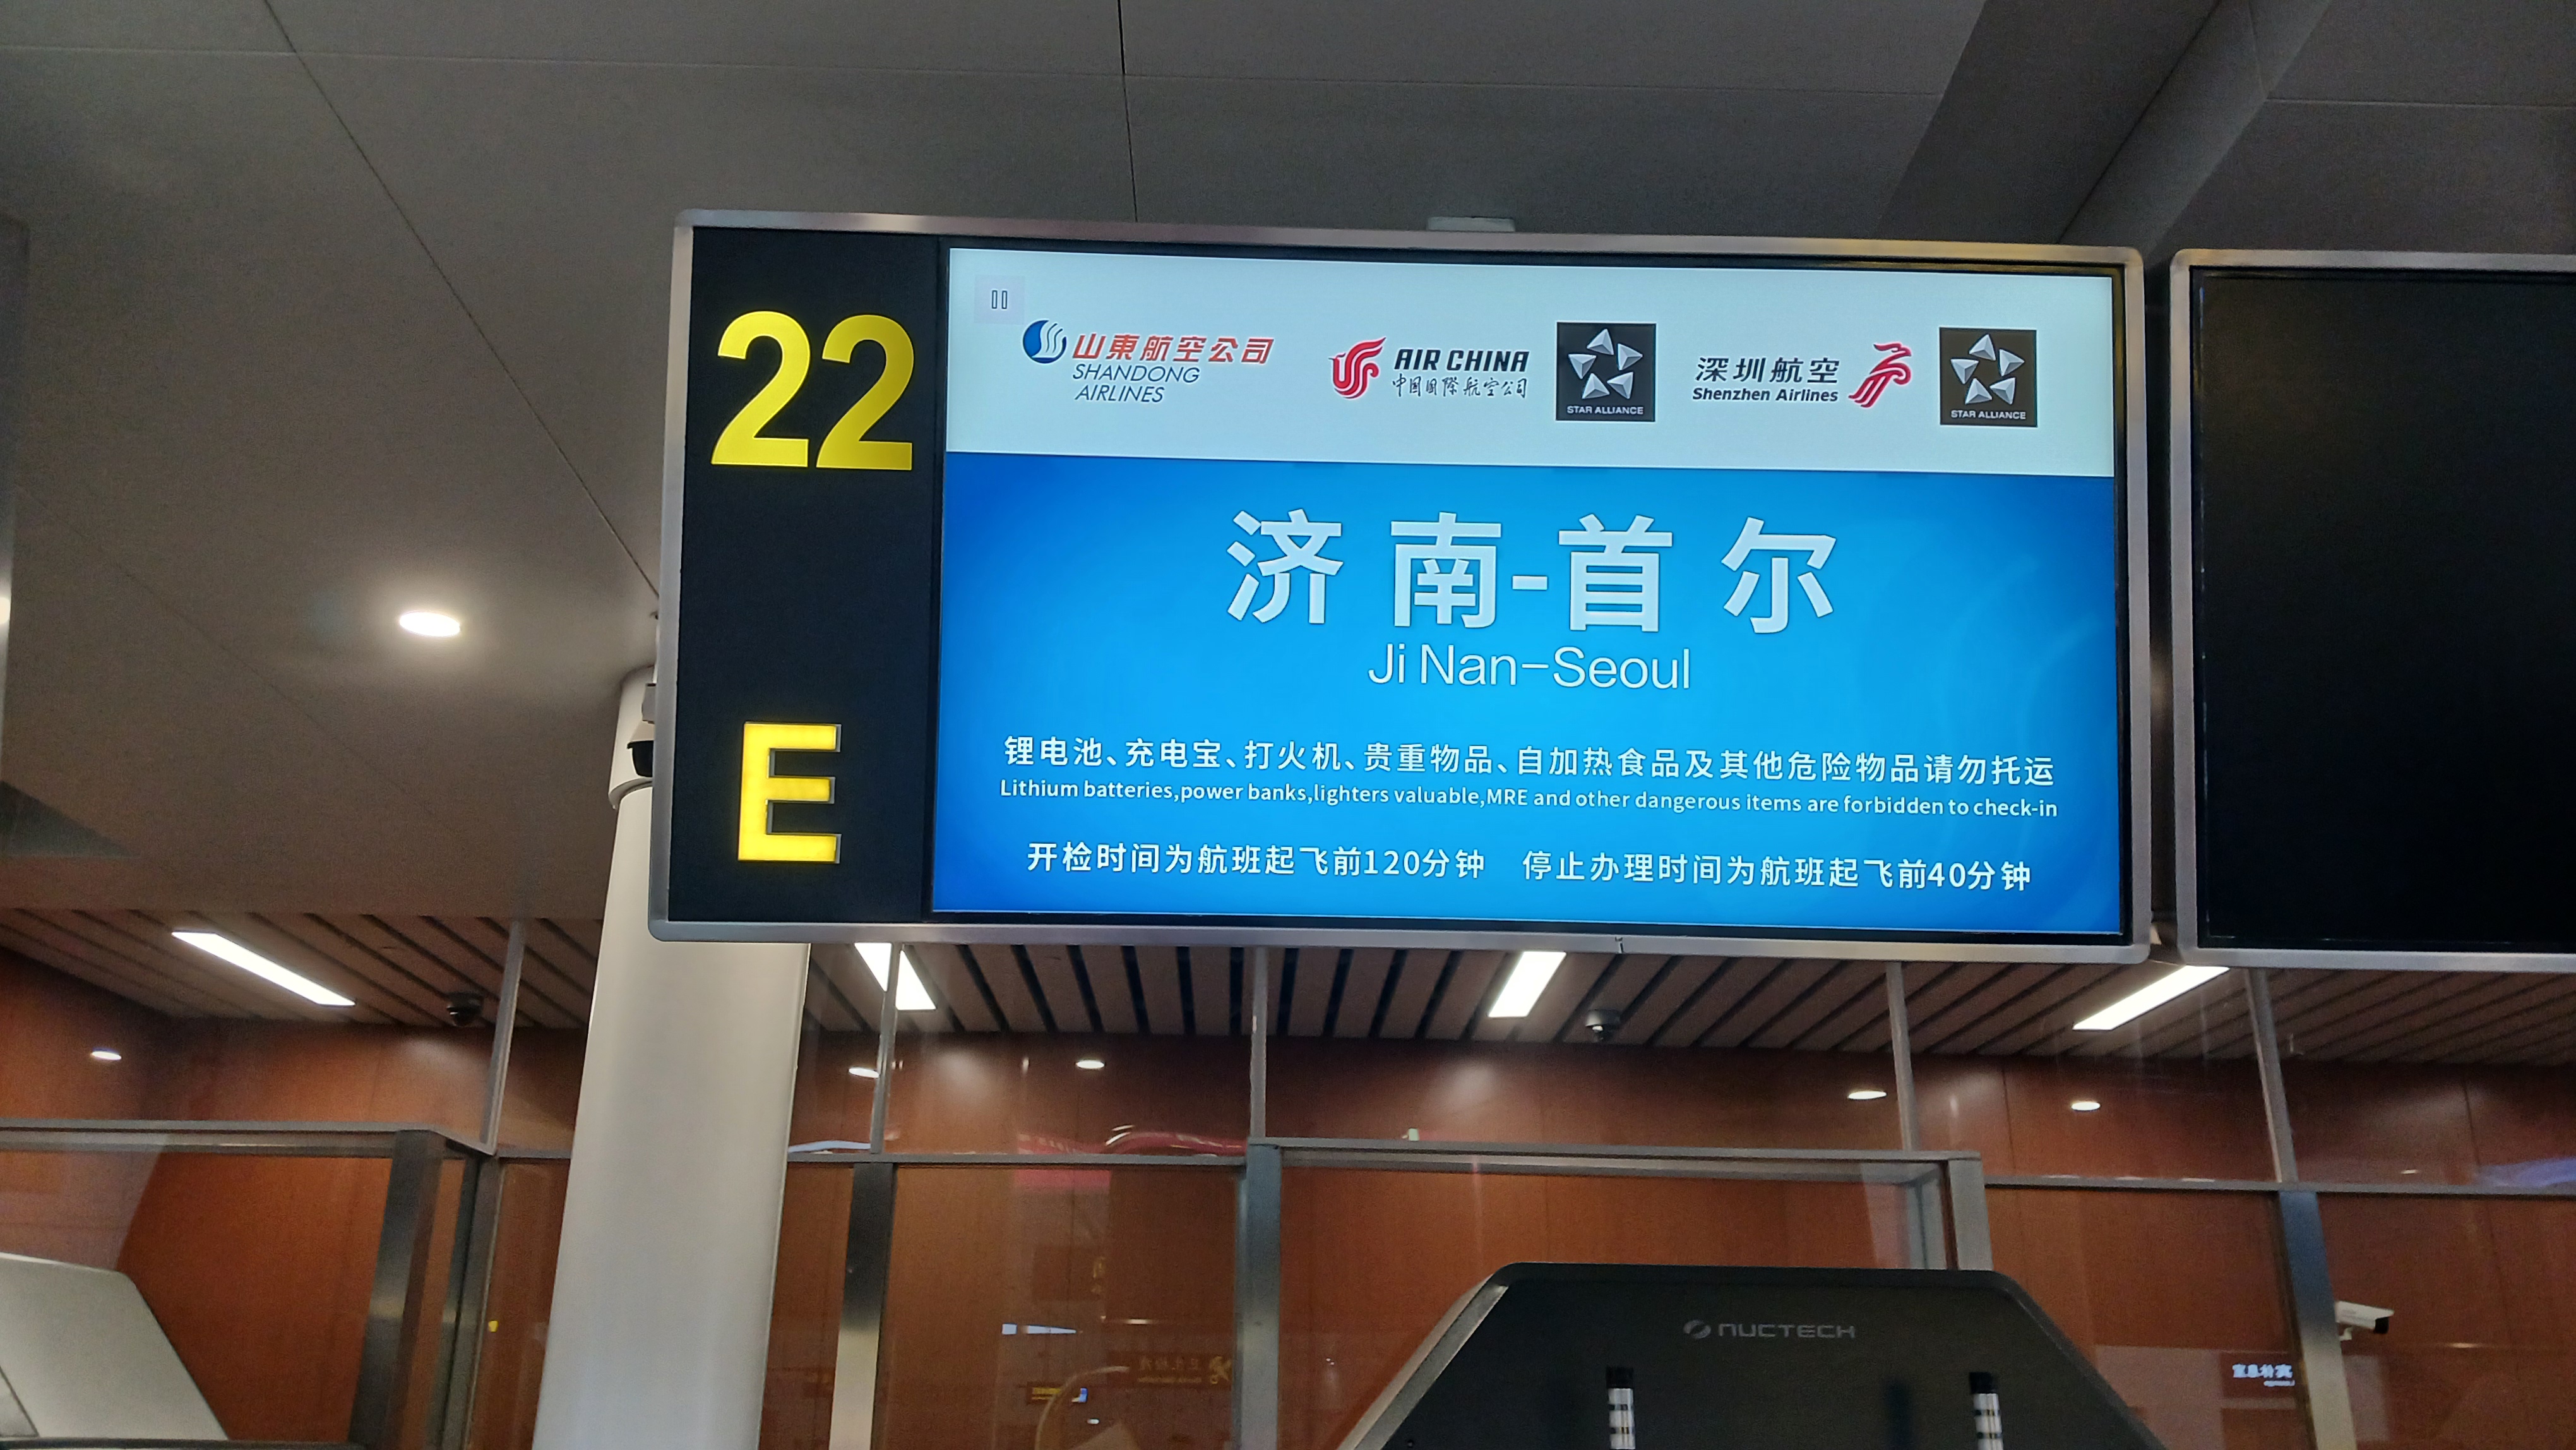 22
E
山東航空公司
SHANDONG
AIRLINES
AIR CHINA
中国国際航空公司
STAR ALLIANCE
深圳航空
Shenzhen Airlines
STAR ALLIANCE
济南-首尔
Ji Nan-Seoul
锂电池、充电宝、打火机、贵重物品、自加热食品及其他危险物品请勿托运
Lithium batteries,power banks,lighters valuable,MRE and other dangerous items are forbidden to check-in
开检时间为航班起飞前120分钟 停止办理时间为航班起飞前40分钟
NUCTECH